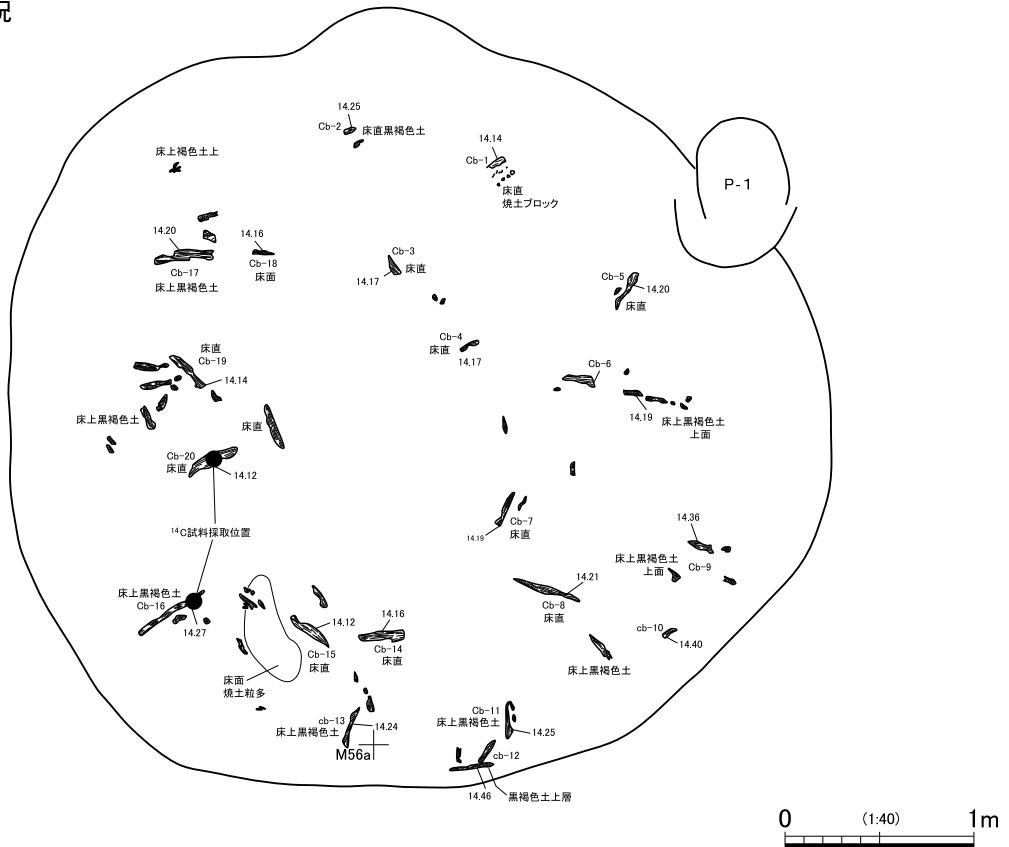 況
14.25
Cb-2
床直黒褐色土
床上褐色土上
14.14
Cb-1
床直
焼土ブロック
P-1
14.20
Cb-17
床上黒褐色土
14.16
Cb-18
床面
Cb-3
床直
14.17
Cb-5
14.20
床直
Cb-4
床直
14.17
床直
Cb-19
14.14
Cb-6
14.19
床上黒褐色土
上面
床上黒褐色土
床直
Cb-20
床直
14.12
14C試料採取位置
Cb-7
床直
14.19
14.36
床上黒褐色土
上面
Cb-9
14.21
Cb-8
床直
床上黒褐色土
Cb-16
14.27
14.12
Cb-15
床直
14.16
Cb-14
床直
cb-10
14.40
床上黒褐色土
床面
焼土粒多
cb-13
床上黒褐色土
14.24
M56a
Cb-11
床上黒褐色土
14.25
cb-12
14.46
黒褐色土上層
0
(1:40)
1m